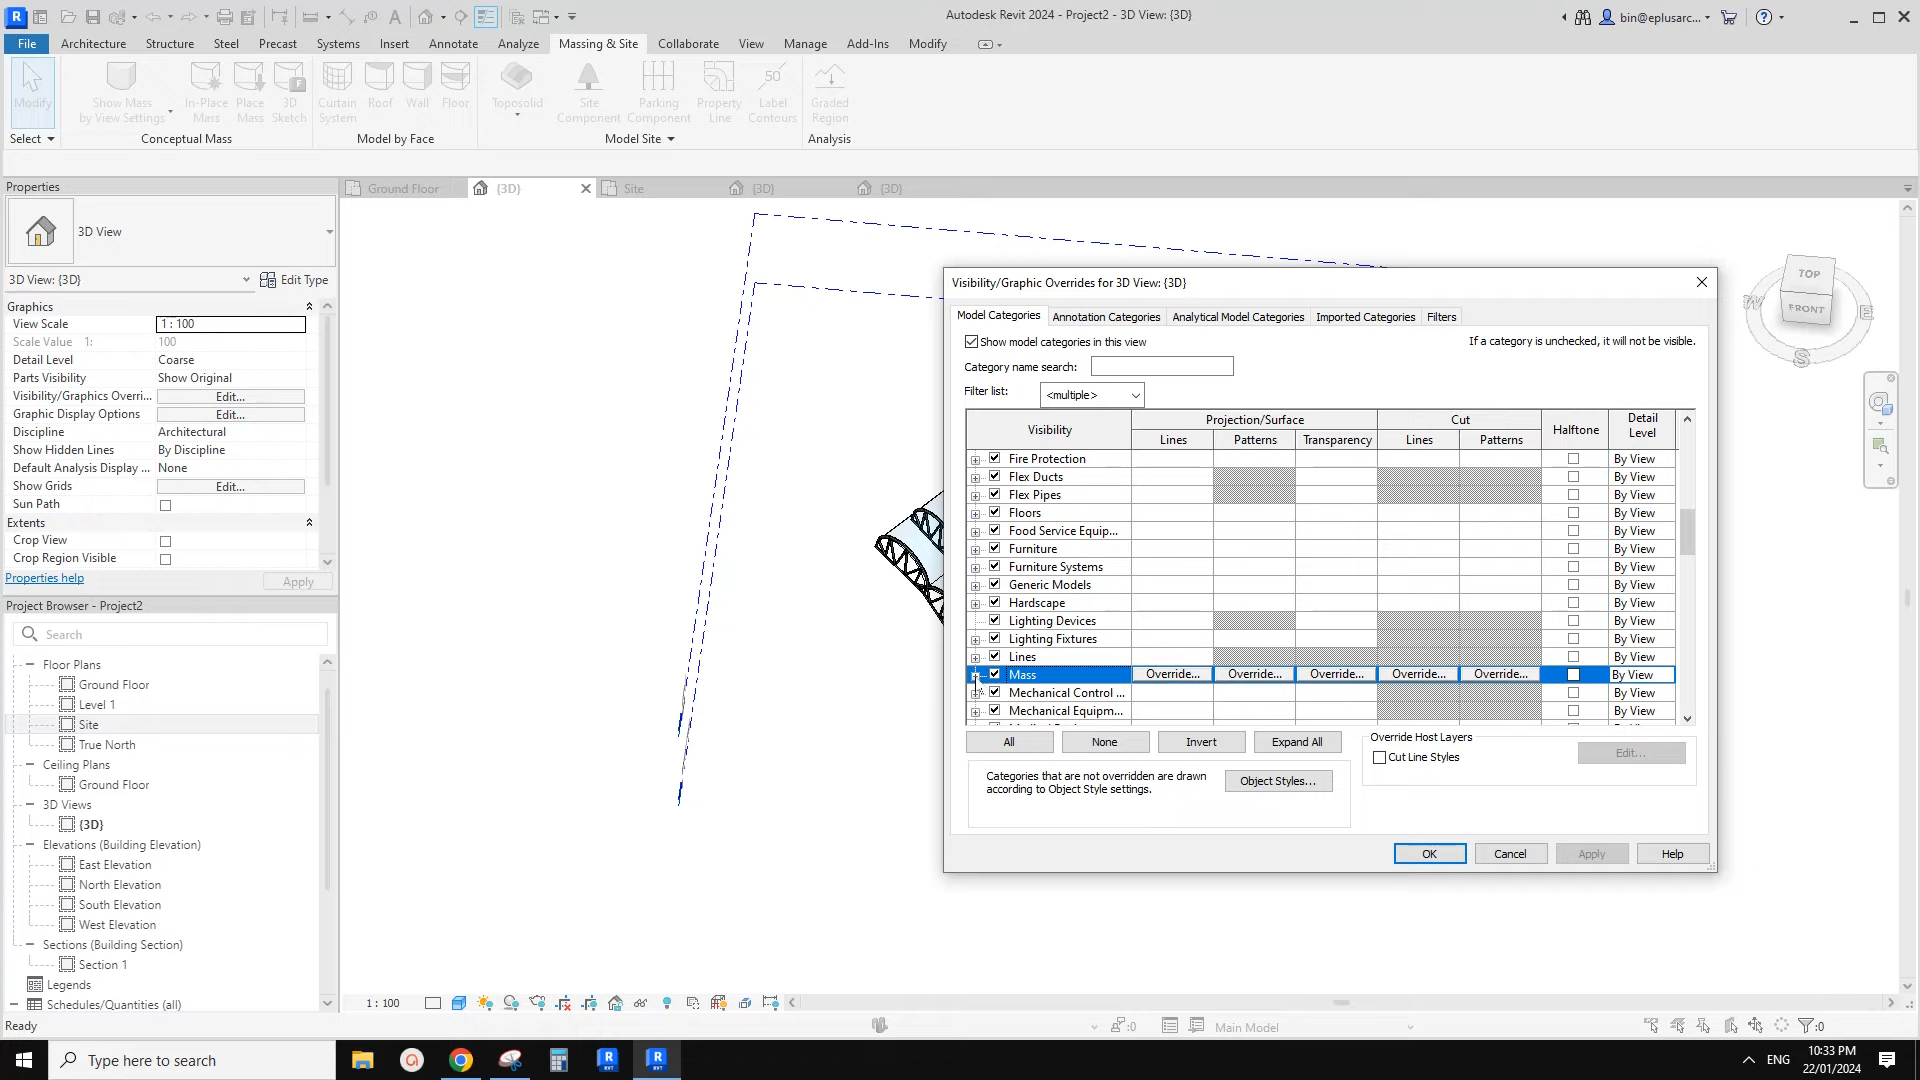 Autodesk Revit 2024 - Project2 - 3D View: {3D}
bin@eplusarc...
File Architecture Structure Steel Precast Systems Insert Annotate Analyze Massing & Site Collaborate View Manage Add-Ins Modify
Modify
Show Mass
by View Settings
In-Place
Mass
Place
Mass
3D
Sketch
Curtain
System
Roof
Wall
Floor
Toposolid
Site
Component
Parking
Component
Property
Line
50
Label
Contours
Graded
Region
Select Conceptual Mass Model by Face Model Site Analysis
Properties
Ground Floor {3D} Site {3D} {3D}
3D View
3D View: {3D} Edit Type
Graphics
View Scale 1 : 100
Scale Value 1: 100
Detail Level Coarse
Parts Visibility Show Original
Visibility/Graphics Overri... Edit...
Graphic Display Options Edit...
Discipline Architectural
Show Hidden Lines By Discipline
Default Analysis Display ... None
Show Grids Edit...
Sun Path
Extents
Crop View
Crop Region Visible
Properties help Apply
Project Browser - Project2
Search
Floor Plans
Ground Floor
Level 1
Site
True North
Ceiling Plans
Ground Floor
3D Views
{3D}
Elevations (Building Elevation)
East Elevation
North Elevation
South Elevation
West Elevation
Sections (Building Section)
Section 1
Legends
Schedules/Quantities (all)
TOP
FRONT
W
E
S
Visibility/Graphic Overrides for 3D View: {3D}
Model Categories Annotation Categories Analytical Model Categories Imported Categories Filters
Show model categories in this view
If a category is unchecked, it will not be visible.
Category name search:
Filter list: <multiple>
Visibility Projection/Surface Cut Halftone Detail Level
Lines Patterns Transparency Lines Patterns
Fire Protection By View
Flex Ducts By View
Flex Pipes By View
Floors By View
Food Service Equip... By View
Furniture By View
Furniture Systems By View
Generic Models By View
Hardscape By View
Lighting Devices By View
Lighting Fixtures By View
Lines By View
Mass Override... Override... Override... Override... Override... By View
Mechanical Control ... By View
Mechanical Equipm... By View
All None Invert Expand All
Override Host Layers
Cut Line Styles Edit...
Categories that are not overridden are drawn
according to Object Style settings.
Object Styles...
OK Cancel Apply Help
1 : 100
Ready
:0
Main Model
:0
Type here to search
ENG
10:33 PM
22/01/2024